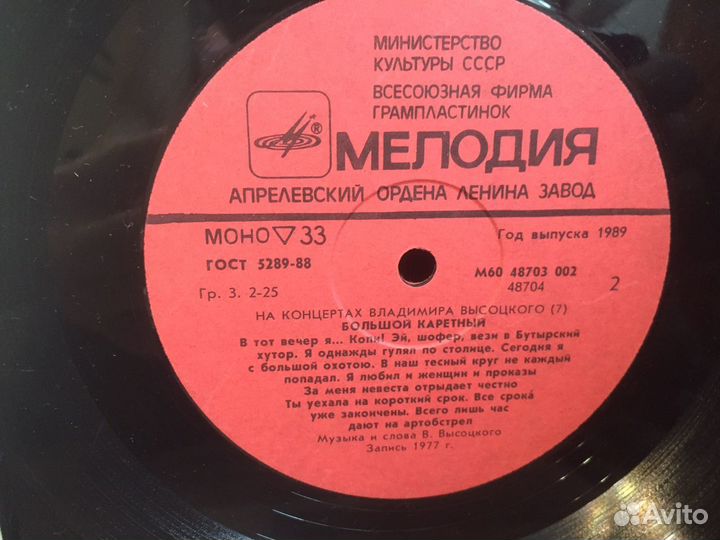 МИНИСТЕРСТВО
КУЛЬТУРЫ СССР
ВСЕСОЮЗНАЯ ФИРМА
ГРАМПЛАСТИНОК
®
МЕЛОДИЯ
АПРЕЛЕВСКИЙ ОРДЕНА ЛЕНИНА ЗАВОД
МОНО ▽ 33
Год выпуска 1989
ГОСТ 5289-88
М60 48703 002
Гр. 3. 2-25
48704
2
НА КОНЦЕРТАХ ВЛАДИМИРА ВЫСОЦКОГО (7)
БОЛЬШОЙ КАРЕТНЫЙ
В тот вечер я... Копи! Эй, шофер, вези в Бутырский
хутор. Я однажды гулял по столице. Сегодня я
с большой охотою. В наш тесный круг не каждый
попадал. Я любил и женщин и проказы
За меня невеста отрыдает честно
Ты уехала на короткий срок. Все срока
уже закончены. Всего лишь час
дают на артобстрел
Музыка и слова В. Высоцкого
Запись 1977 г.
Avito